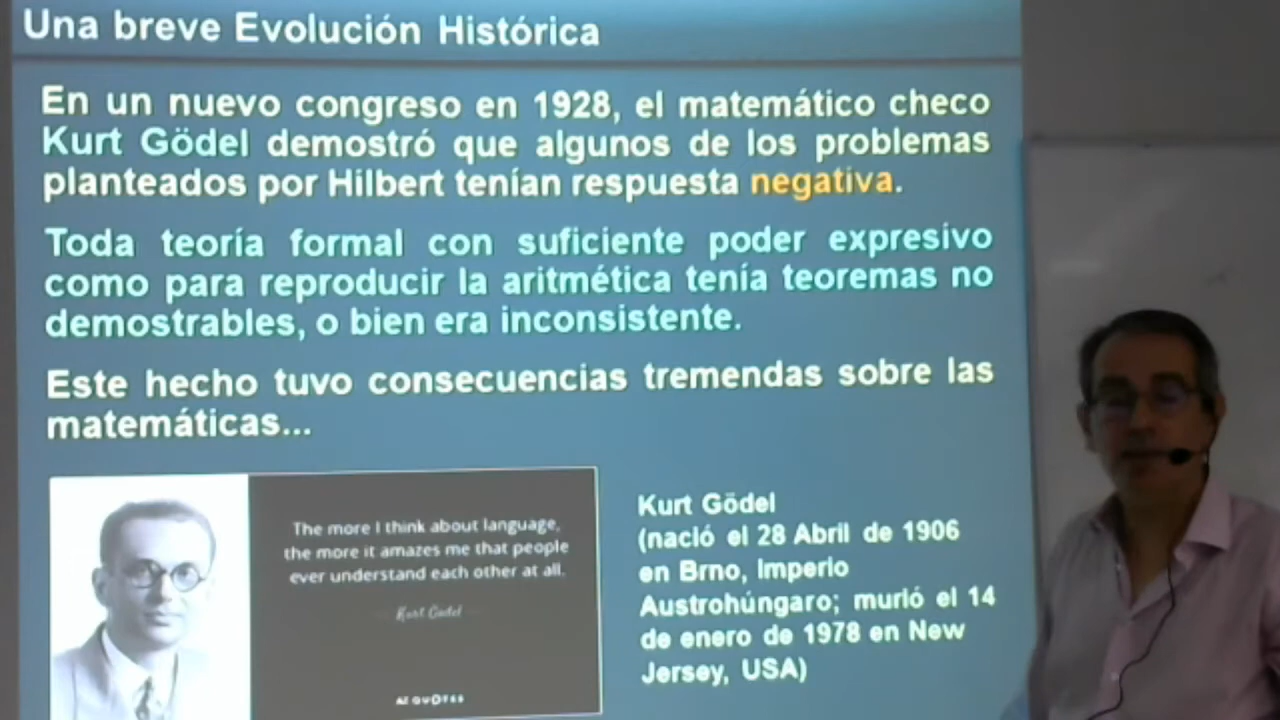 Una breve Evolución Histórica
En un nuevo congreso en 1928, el matemático checo
Kurt Gödel demostró que algunos de los problemas
planteados por Hilbert tenían respuesta negativa.
Toda teoría formal con suficiente poder expresivo
como para reproducir la aritmética tenía teoremas no
demostrables, o bien era inconsistente.
Este hecho tuvo consecuencias tremendas sobre las
matemáticas...
The more I think about language,
the more it amazes me that people
ever understand each other at all.
Kurt Godel
AZ QUOTES
Kurt Gödel
(nació el 28 Abril de 1906
en Brno, Imperio
Austrohúngaro; murió el 14
de enero de 1978 en New
Jersey, USA)